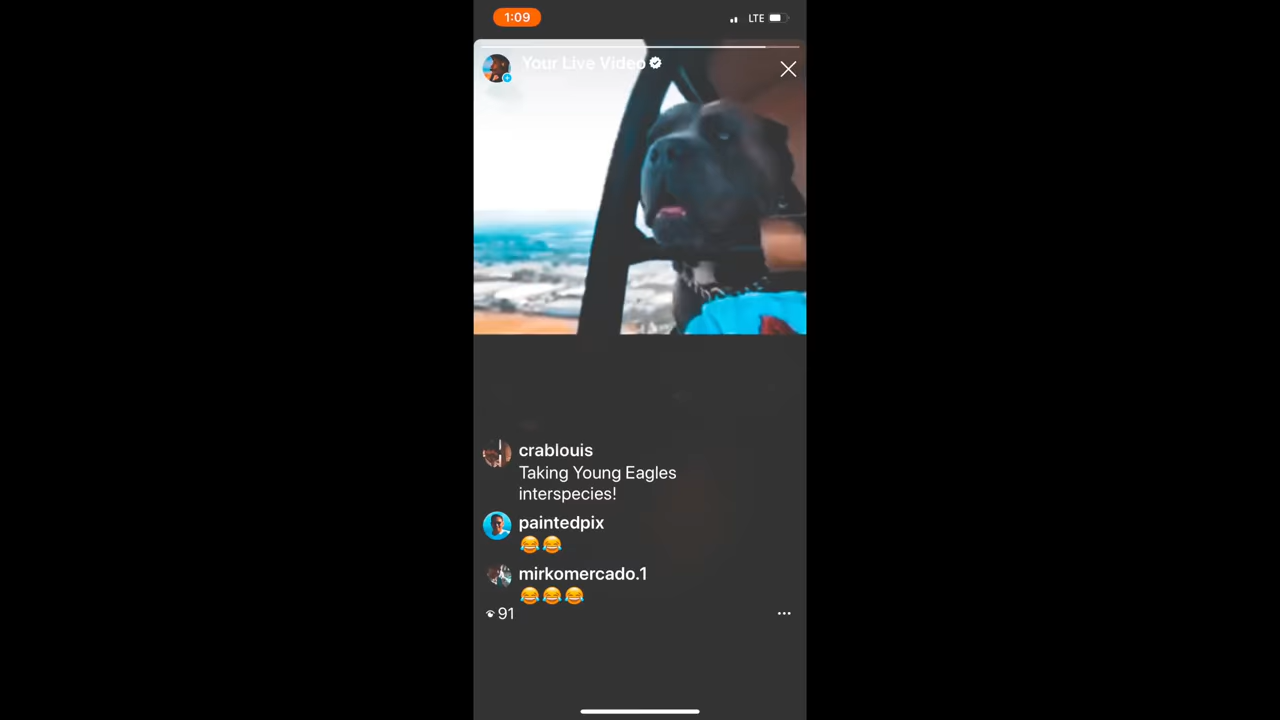 1:09
LTE
Your Live Video
crablouis
Taking Young Eagles
interspecies!
paintedpix
😂😂
mirkomercado.1
😂😂😂
91